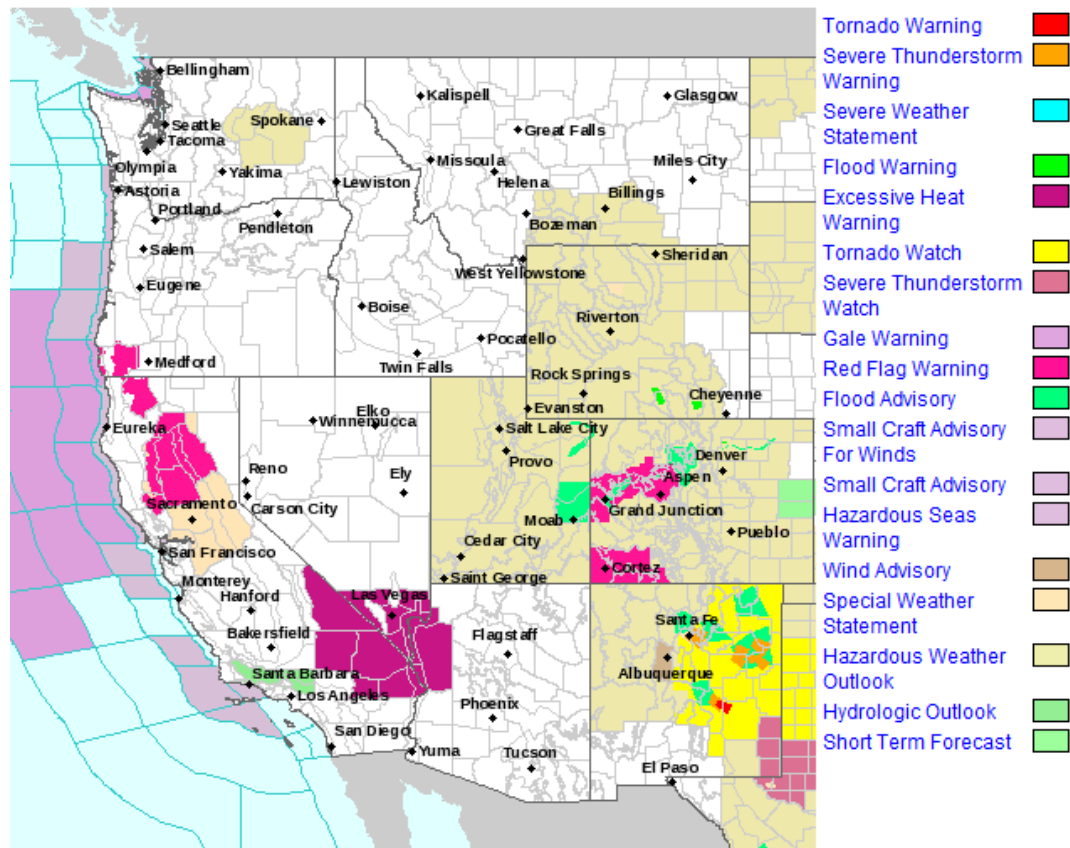 Bellingham
Seattle
Tacoma
Olympia
Spokane
Yakima
Astoria
Portland
Pendleton
Lewiston
Salem
Eugene
Medford
Kalispell
Great Falls
Glasgow
Missoula
Helena
Miles City
Billings
Bozeman
West Yellowstone
Sheridan
Boise
Pocatello
Twin Falls
Riverton
Rock Springs
Evanston
Cheyenne
Eureka
Elko
Winnemucca
Salt Lake City
Provo
Reno
Carson City
Ely
Sacramento
San Francisco
Denver
Aspen
Grand Junction
Moab
Pueblo
Cedar City
Saint George
Cortez
Monterey
Hanford
Bakersfield
Las Vegas
Santa Barbara
Los Angeles
San Diego
Flagstaff
Phoenix
Yuma
Tucson
Santa Fe
Albuquerque
El Paso
Tornado Warning
Severe Thunderstorm
Warning
Severe Weather
Statement
Flood Warning
Excessive Heat
Warning
Tornado Watch
Severe Thunderstorm
Watch
Gale Warning
Red Flag Warning
Flood Advisory
Small Craft Advisory
For Winds
Small Craft Advisory
Hazardous Seas
Warning
Wind Advisory
Special Weather
Statement
Hazardous Weather
Outlook
Hydrologic Outlook
Short Term Forecast